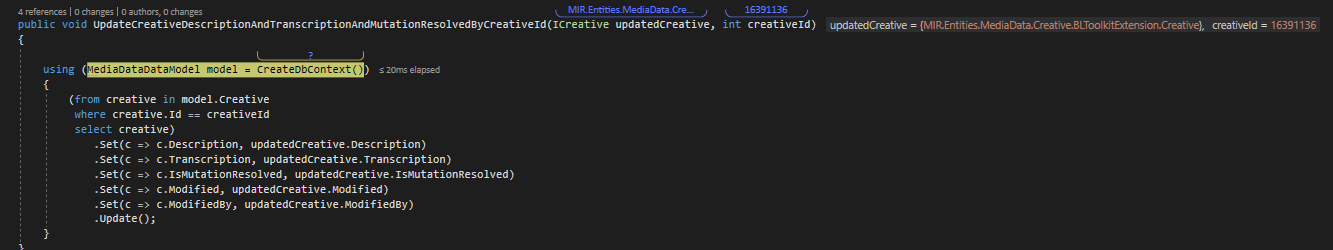 4 references | 0 changes | 0 authors, 0 changes
MIR.Entities.MediaData.Cre... 16391136
public void UpdateCreativeDescriptionAndTranscriptionAndMutationResolvedByCreativeId(ICreative updatedCreative, int creativeId) updatedCreative = {MIR.Entities.MediaData.Creative.BLToolkitExtension.Creative}, creativeId = 16391136
{
?
using (MediaDataDataModel model = CreateDbContext()) ≤ 20ms elapsed
{
(from creative in model.Creative
where creative.Id == creativeId
select creative)
.Set(c => c.Description, updatedCreative.Description)
.Set(c => c.Transcription, updatedCreative.Transcription)
.Set(c => c.IsMutationResolved, updatedCreative.IsMutationResolved)
.Set(c => c.Modified, updatedCreative.Modified)
.Set(c => c.ModifiedBy, updatedCreative.ModifiedBy)
.Update();
}
}